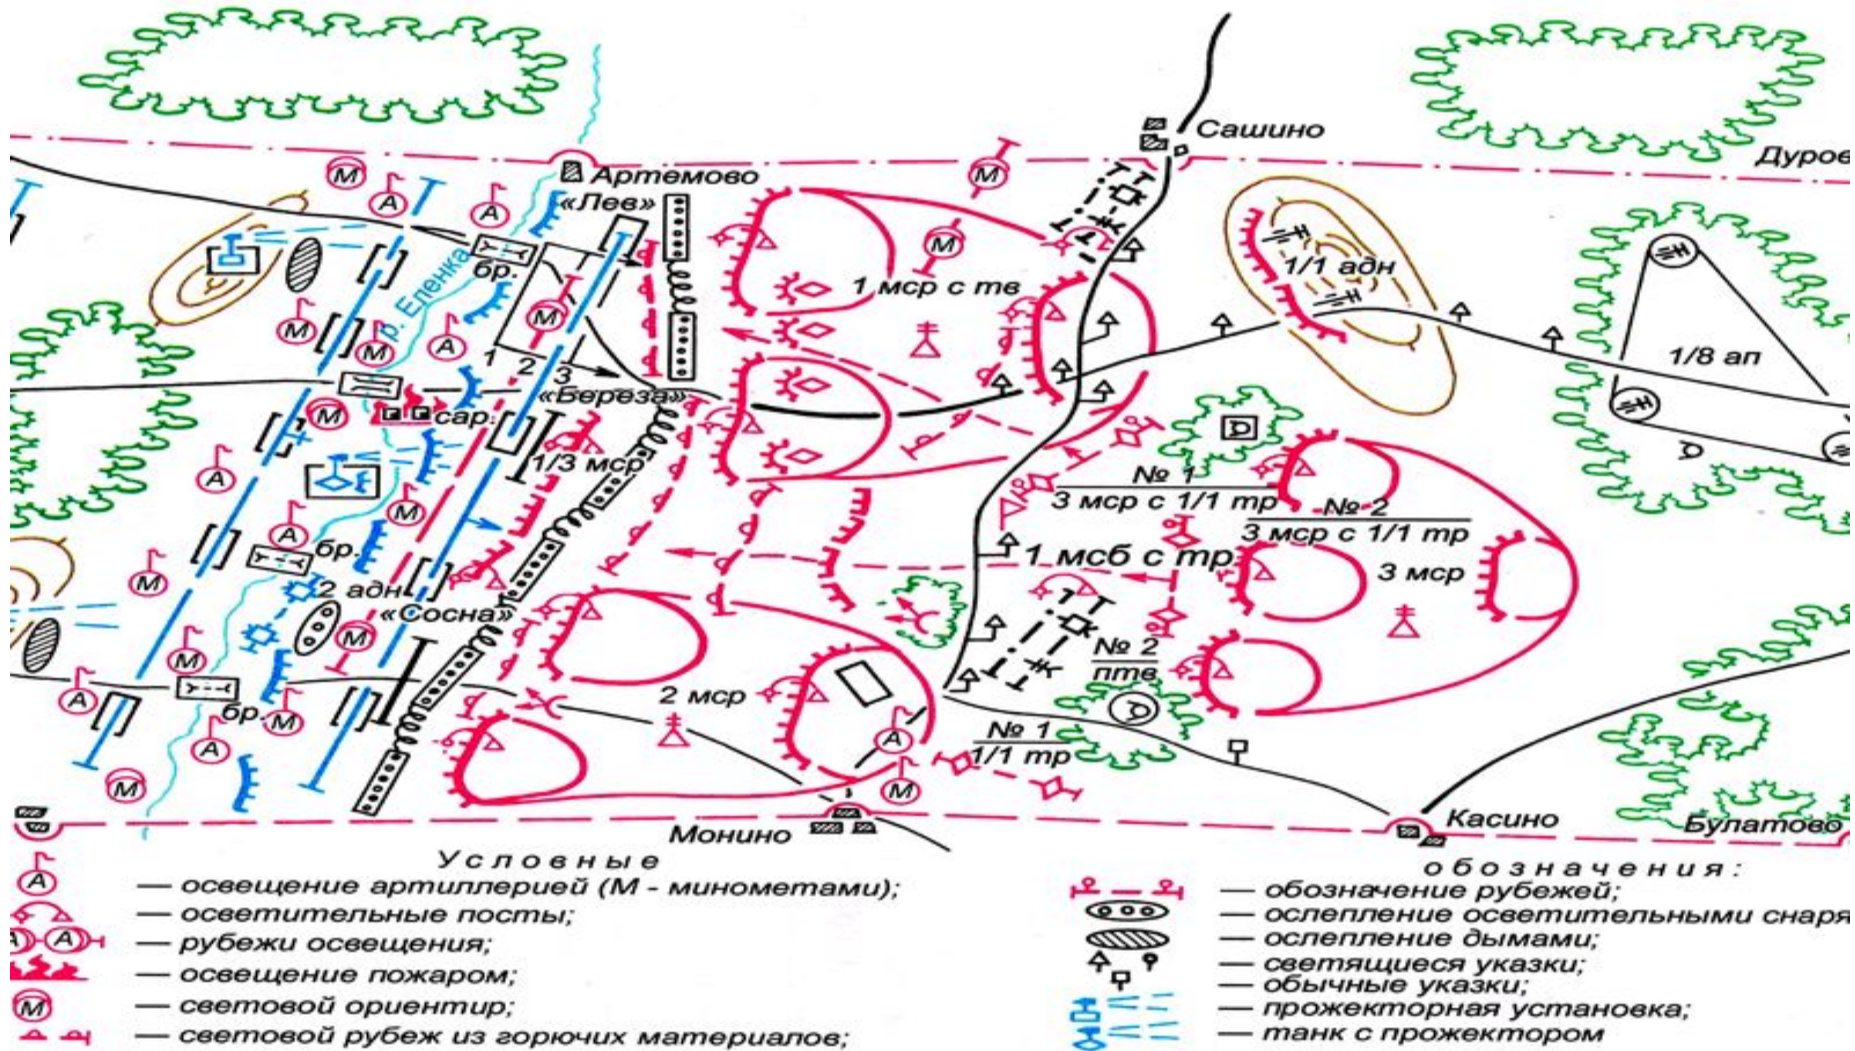 Сашино
Дуров
Артемово
«Лев»
М
А
А
М
р. Еленка
бр.
М
М
1 мср с тв
1/1 адн
М
М
А
1
2
3
1/8 ап
«Береза»
М
сар.
1/3 мср
А
М
№ 1
3 мср с 1/1 тр
№ 2
3 мср с 1/1 тр
А
бр.
1 мсб с тр
3 мср
М
2 адн
«Сосна»
М
М
№ 2
птв
2 мср
А
бр.
М
А
А
№ 1
1/1 тр
М
М
Монино
Касино
Булатово
Условные обозначения:
А
— освещение артиллерией (М - минометами);
— осветительные посты;
А А
— рубежи освещения;
— освещение пожаром;
М
— световой ориентир;
— световой рубеж из горючих материалов;
— обозначение рубежей;
— ослепление осветительными снаря
— ослепление дымами;
— светящиеся указки;
— обычные указки;
— прожекторная установка;
— танк с прожектором